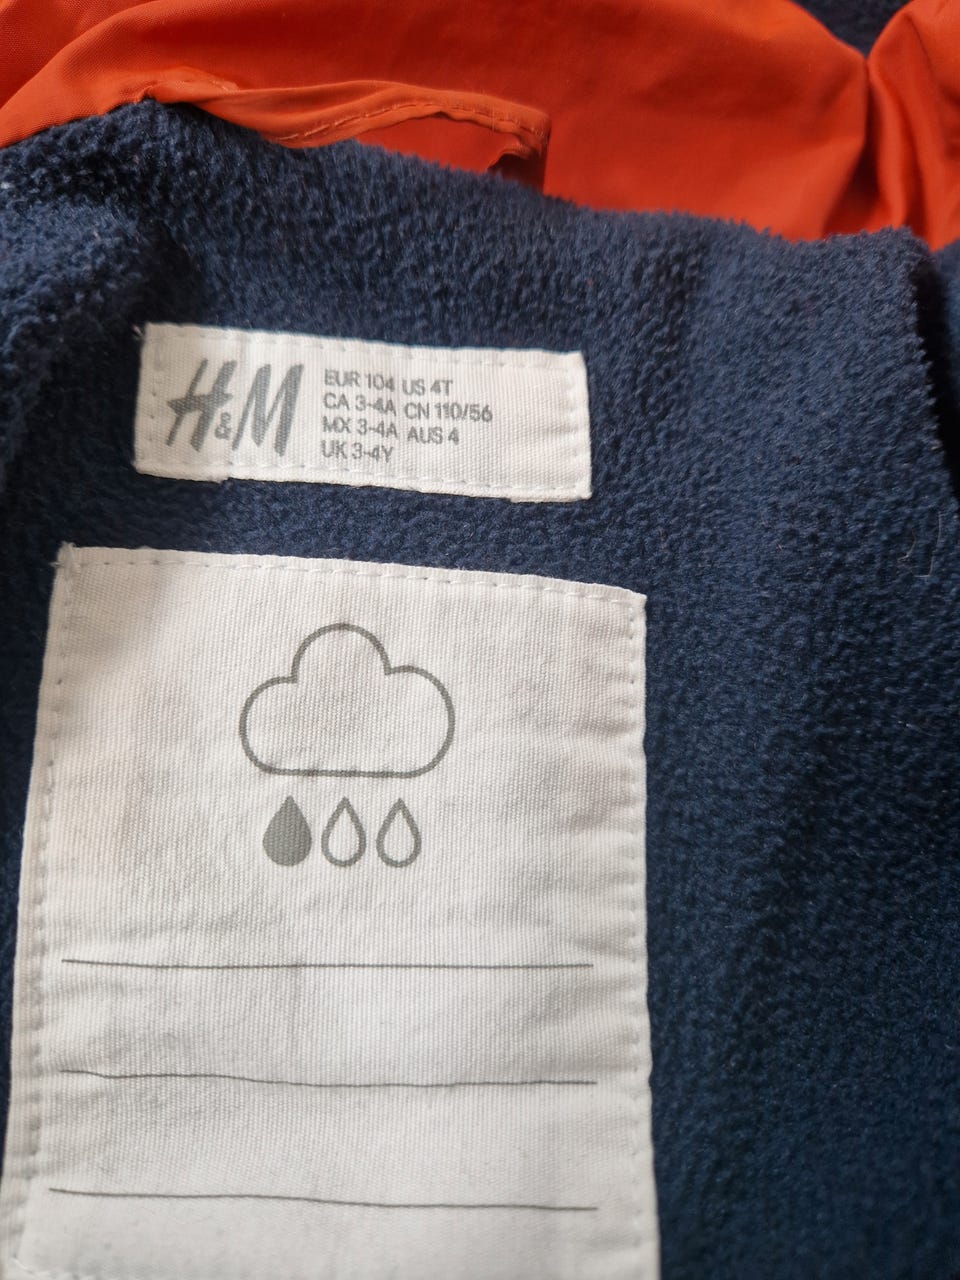 H&M
EUR 104 US 4T
CA 3-4A CN 110/56
MX 3-4A AUS 4
UK 3-4Y